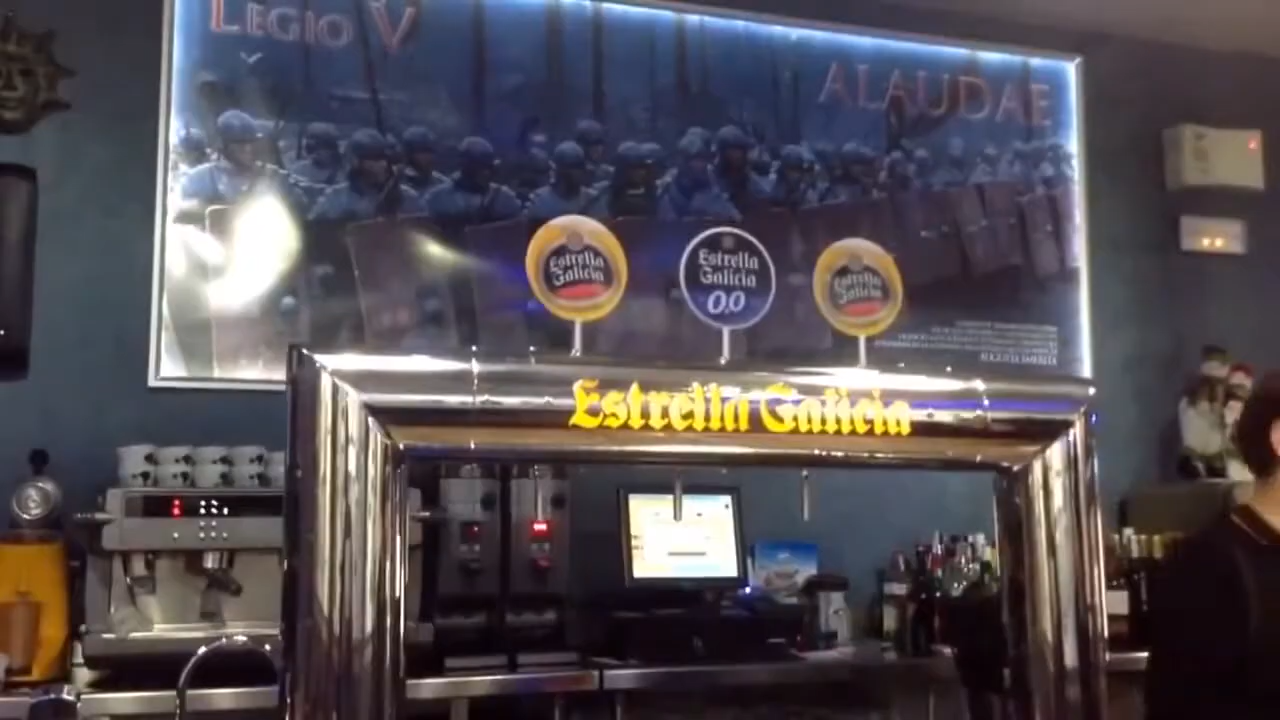 LEGIO V
ALAUDAE
Estrella
Galicia
Estrella
Galicia
0,0
Estrella
Galicia
Estrella Galicia